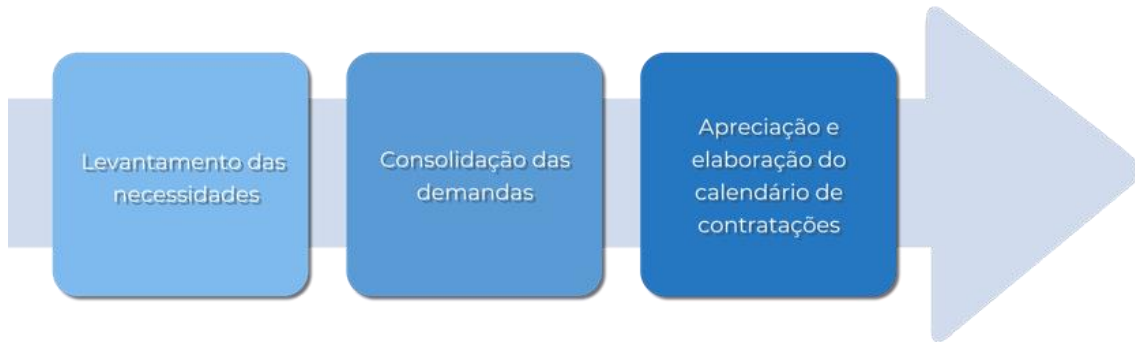 Levantamento das
necessidades
Consolidação das
demandas
Apreciação e
elaboração do
calendário de
contratações